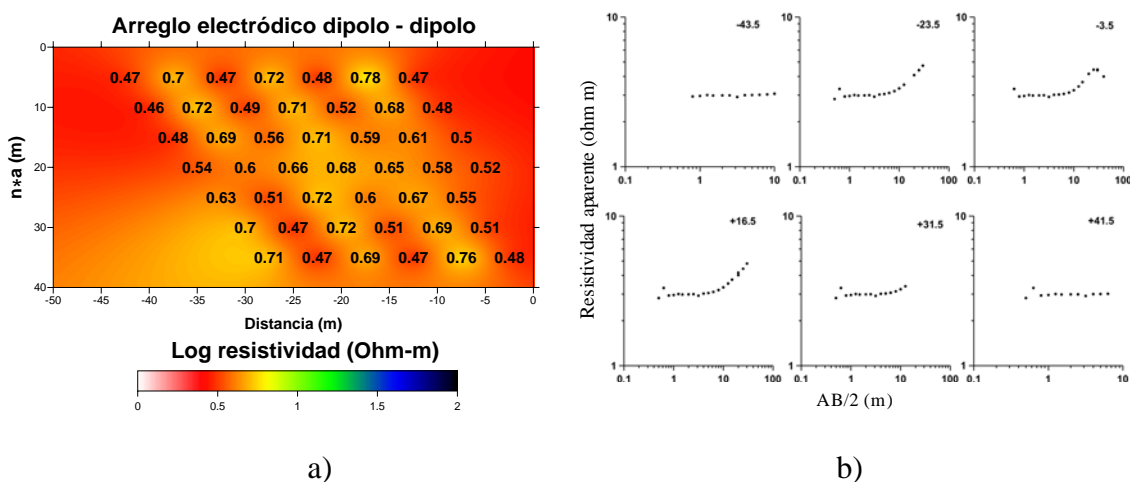 Arreglo electródico dipolo - dipolo
0
10
20
30
40
n*a (m)
0.47 0.7 0.47 0.72 0.48 0.78 0.47
0.46 0.72 0.49 0.71 0.52 0.68 0.48
0.48 0.69 0.56 0.71 0.59 0.61 0.5
0.54 0.6 0.66 0.68 0.65 0.58 0.52
0.63 0.51 0.72 0.6 0.67 0.55
0.7 0.47 0.72 0.51 0.69 0.51
0.71 0.47 0.69 0.47 0.76 0.48
-50 -45 -40 -35 -30 -25 -20 -15 -10 -5 0
Distancia (m)
Log resistividad (Ohm-m)
0 0.5 1 1.5 2
a)
Resistividad aparente (ohm m)
10 -43.5
1
0.1 1 10
10 -23.5
1
0.1 1 10 100
10 -3.5
1
0.1 1 10 100
10 +16.5
1
0.1 1 10 100
10 +31.5
1
0.1 1 10 100
10 +41.5
1
0.1 1 10
AB/2 (m)
b)